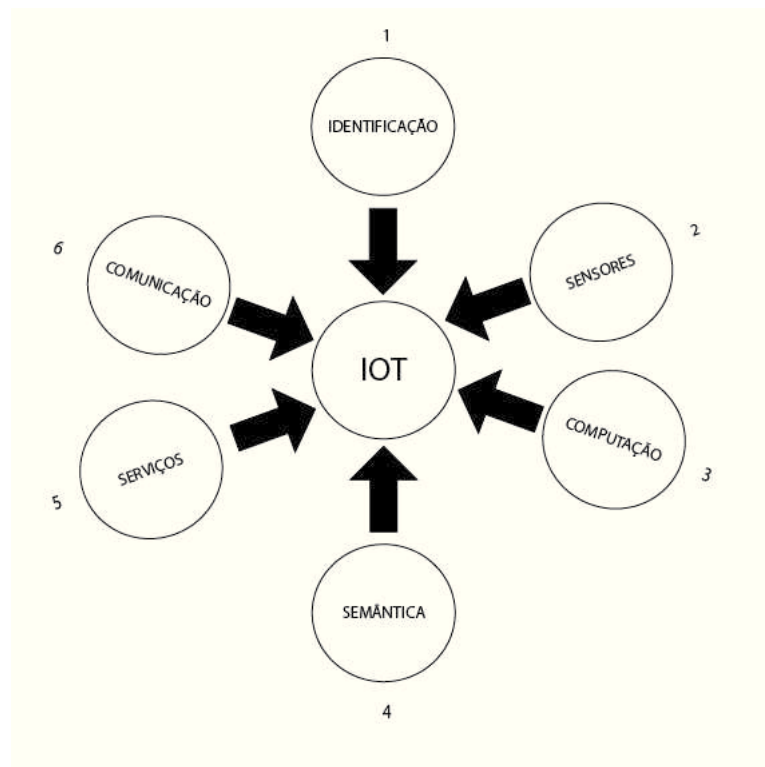 1
IDENTIFICAÇÃO
2
SENSORES
6
COMUNICAÇÃO
IOT
COMPUTAÇÃO
3
SERVIÇOS
5
SEMÂNTICA
4